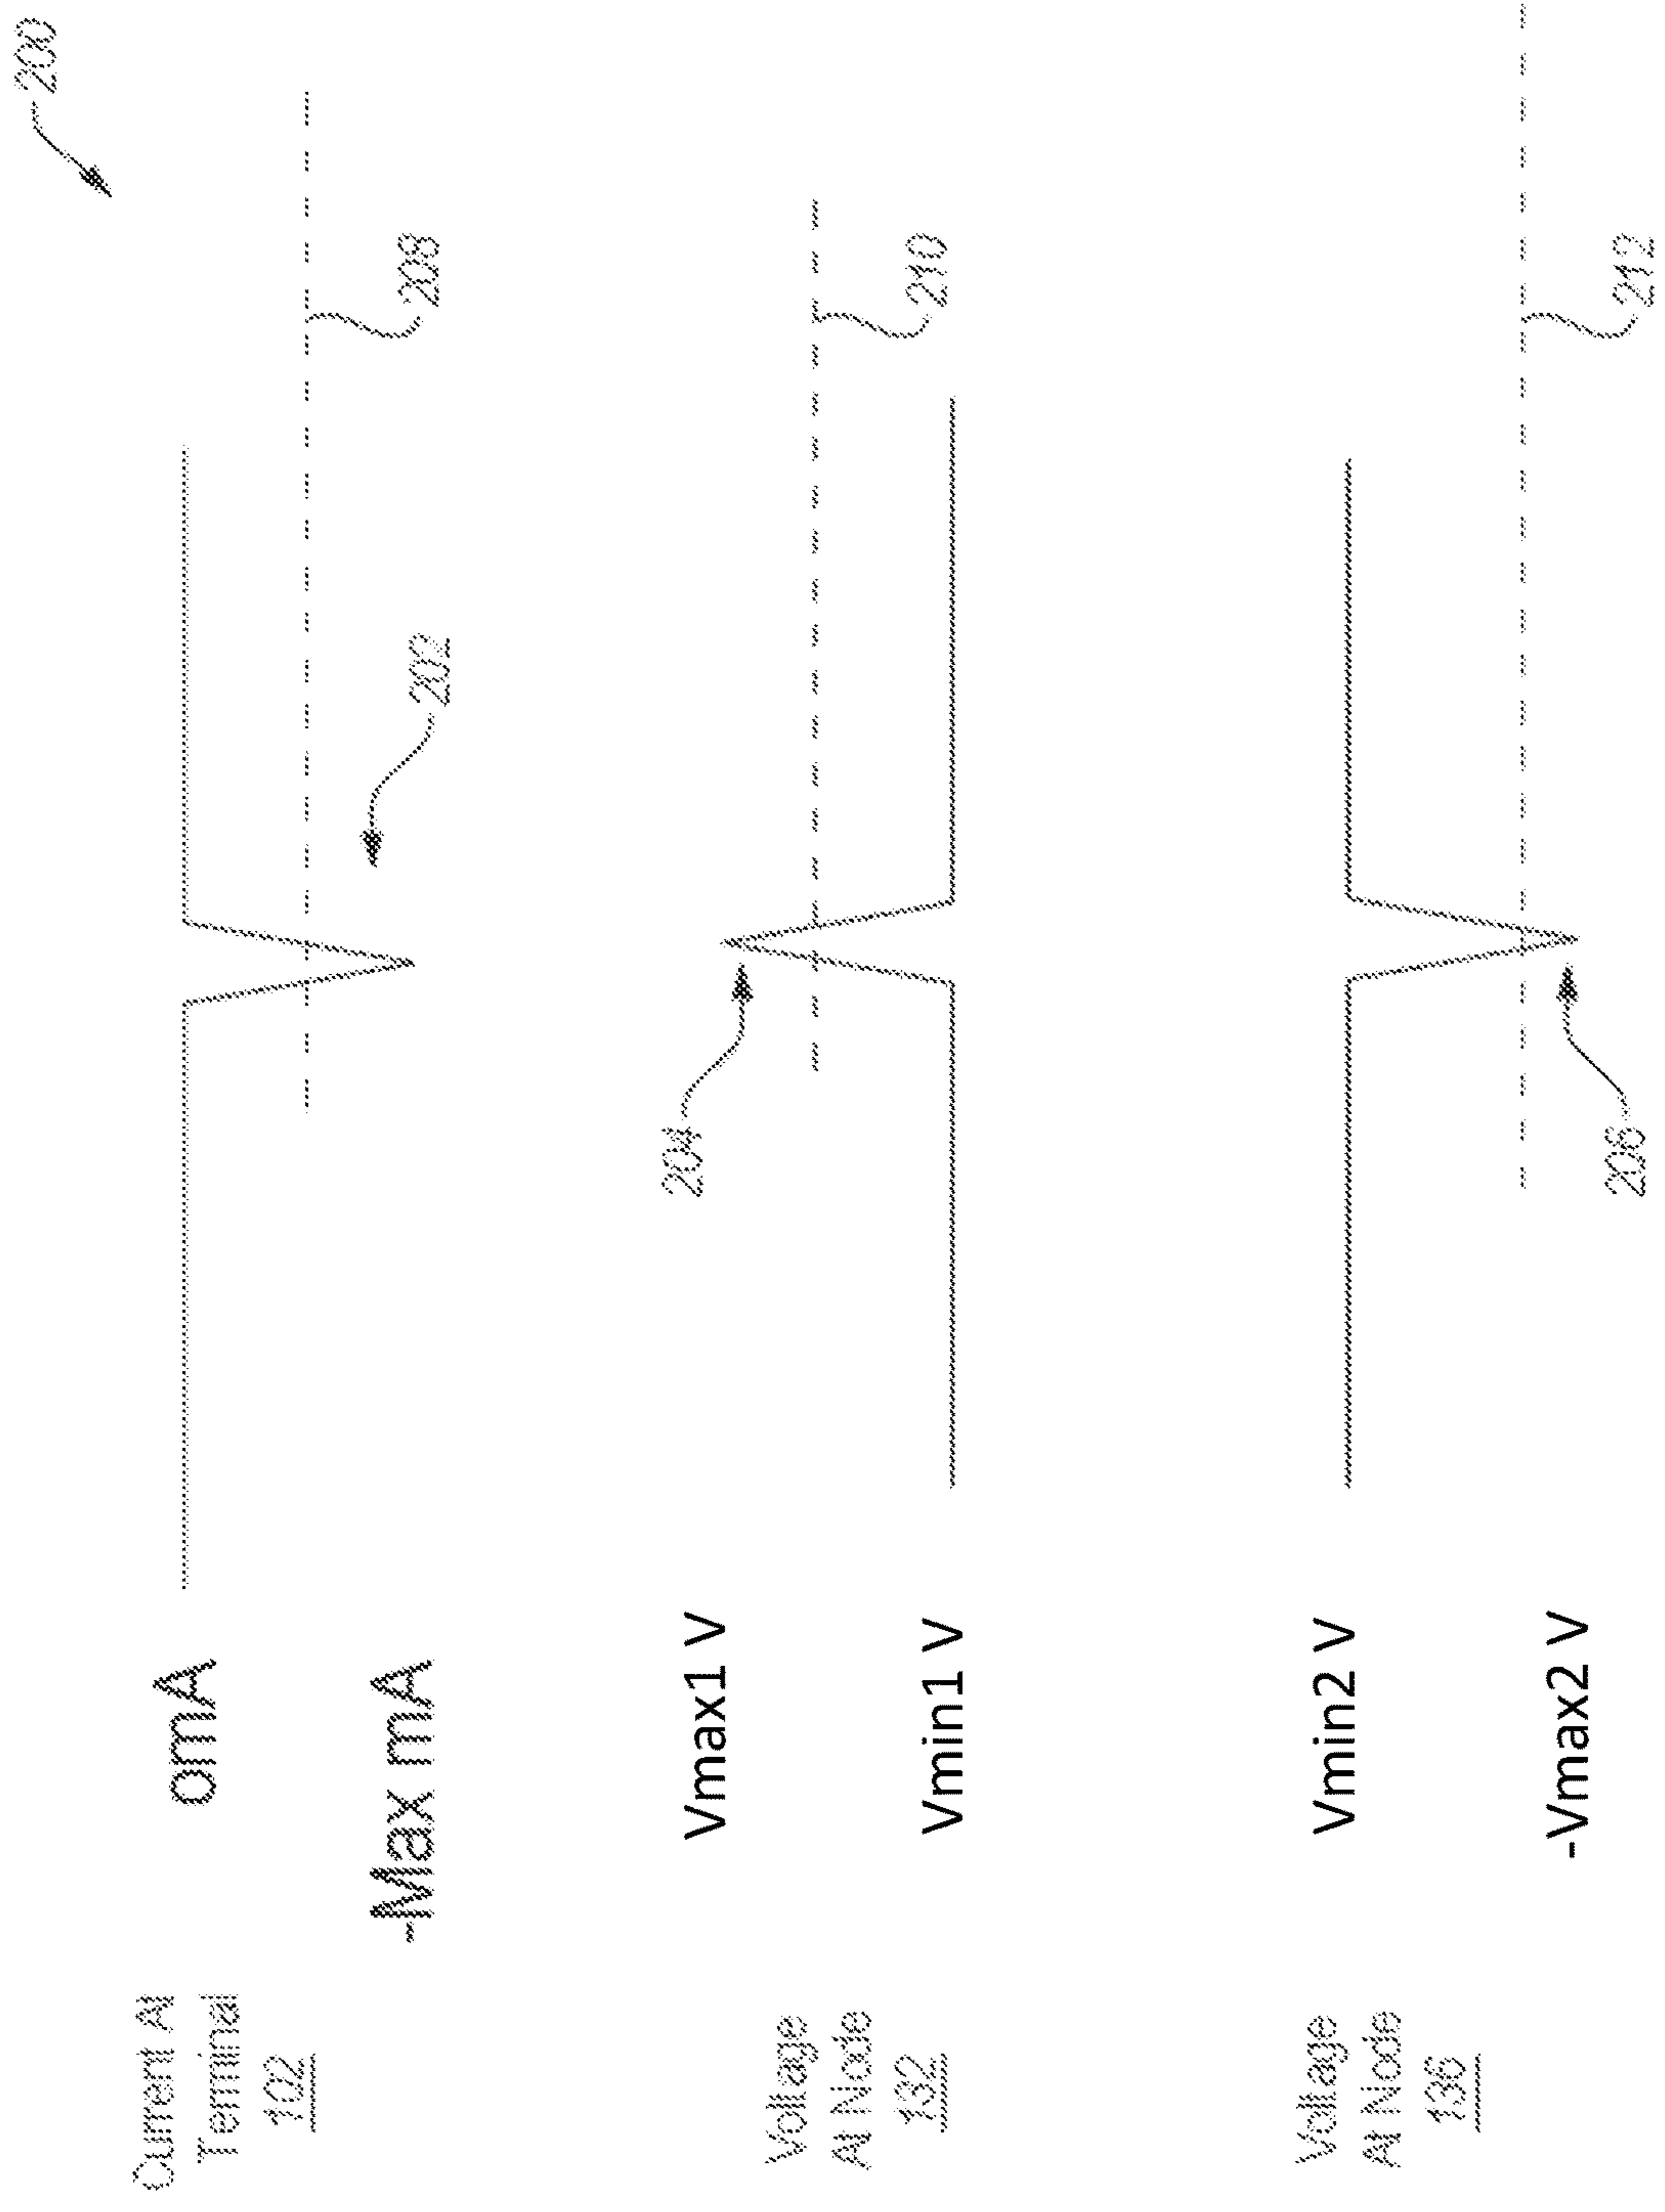 200
Current At
Terminal
102
omA
-Max mA
208
202
Voltage
At Node
132
Vmax1 V
Vmin1 V
204
210
Voltage
At Node
136
Vmin2 V
-Vmax2 V
206
212